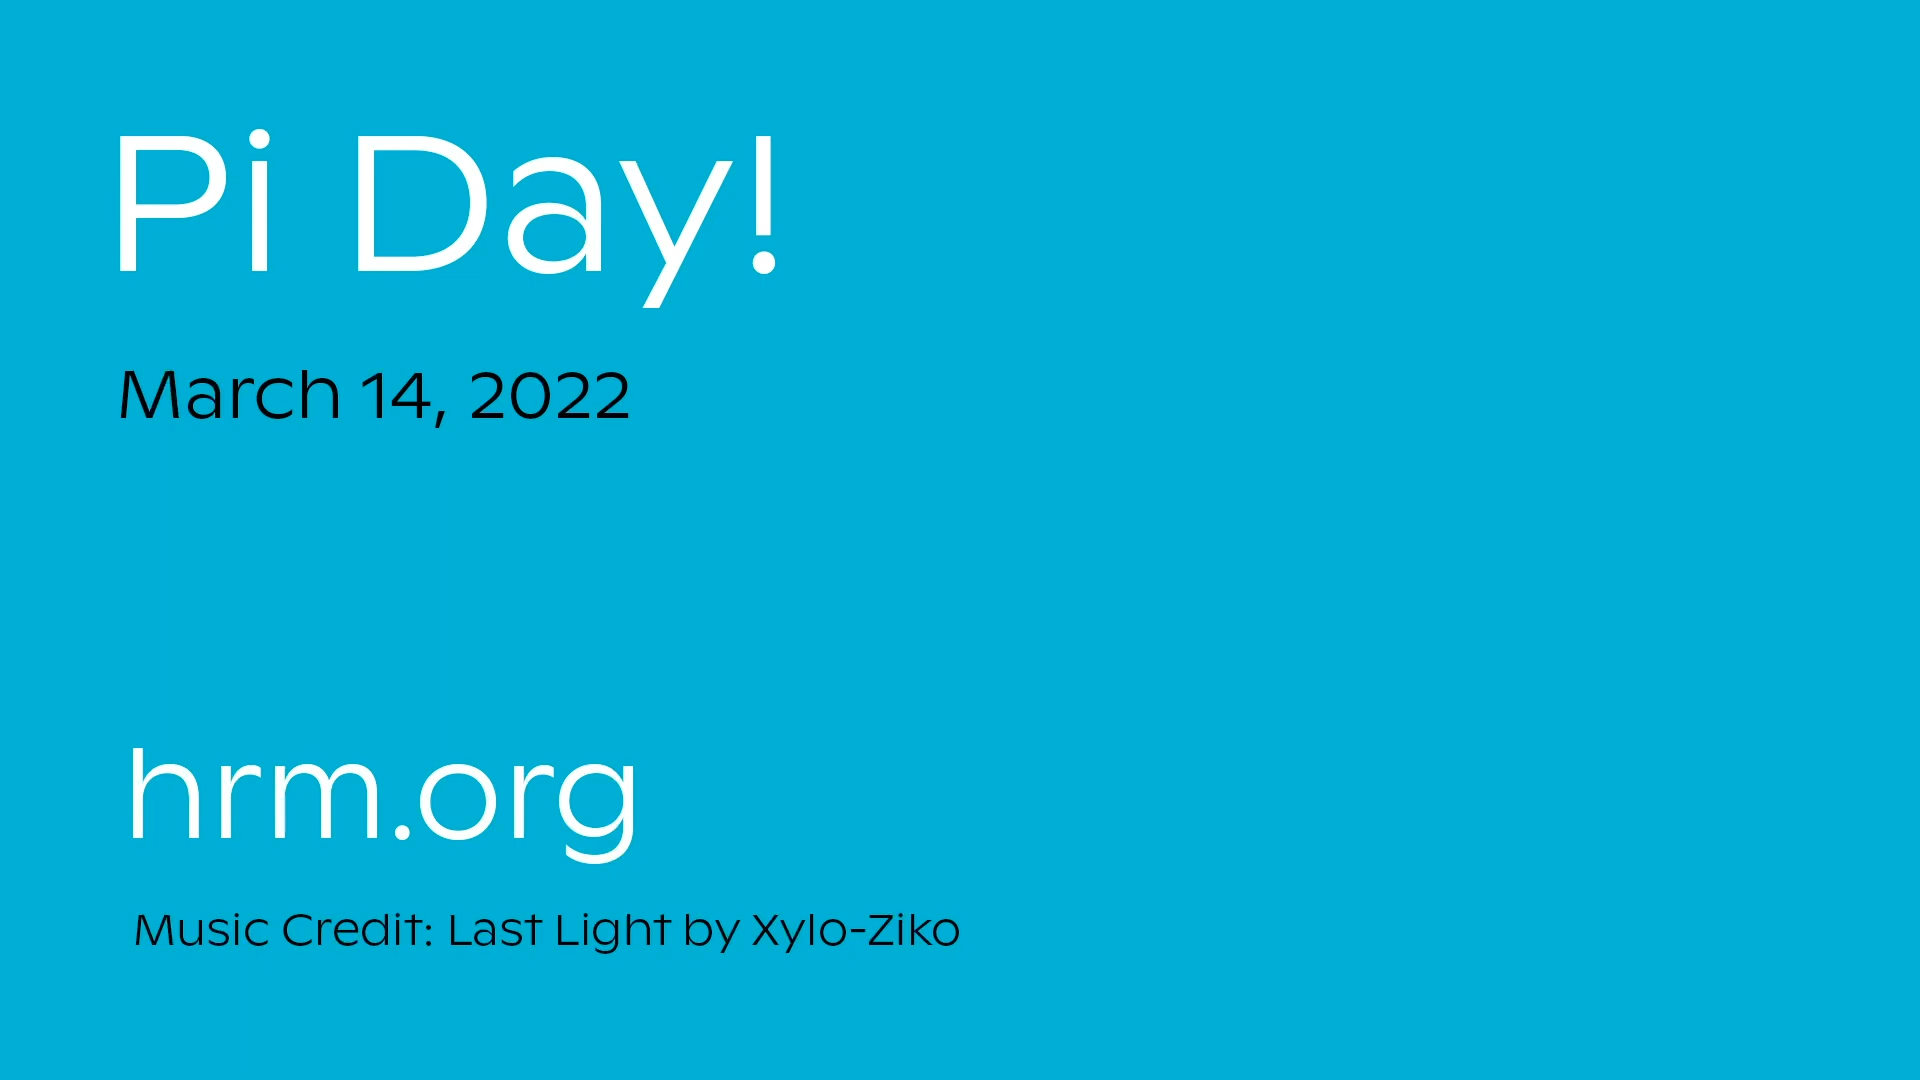 Pi Day!
March 14, 2022
hrm.org
Music Credit: Last Light by Xylo-Ziko